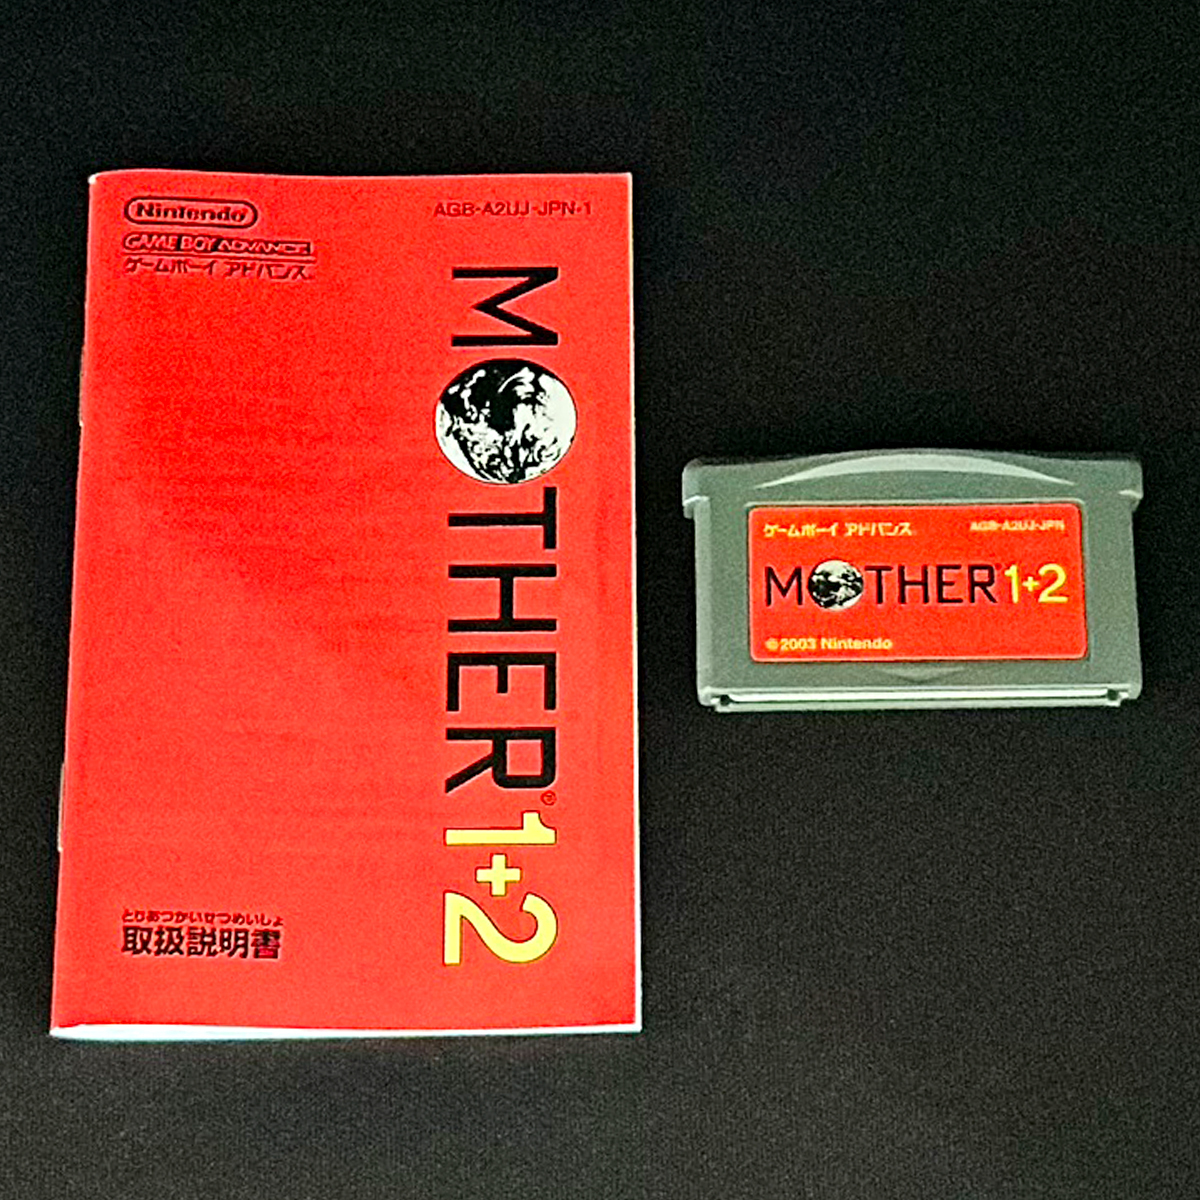 Nintendo®
AGB-A2UJ-JPN-1
GAME BOY ADVANCE
ゲームボーイ アドバンス
MOTHER®1+2
とりあつかいせつめいしょ
取扱説明書
ゲームボーイ アドバンス
AGB-A2UJ-JPN
MOTHER®1+2
©2003 Nintendo